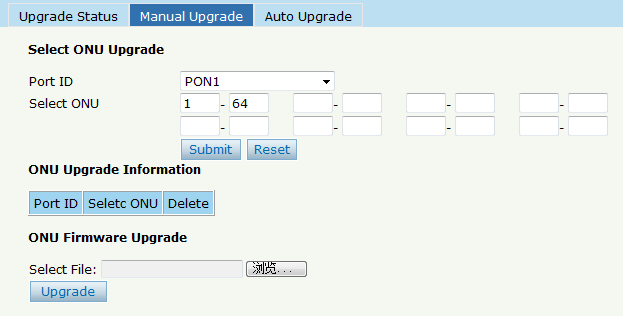 Upgrade Status Manual Upgrade Auto Upgrade
Select ONU Upgrade
Port ID PON1
Select ONU 1 - 64 - - -
- - - -
Submit Reset
ONU Upgrade Information
Port ID Seletc ONU Delete
ONU Firmware Upgrade
Select File: 浏览...
Upgrade